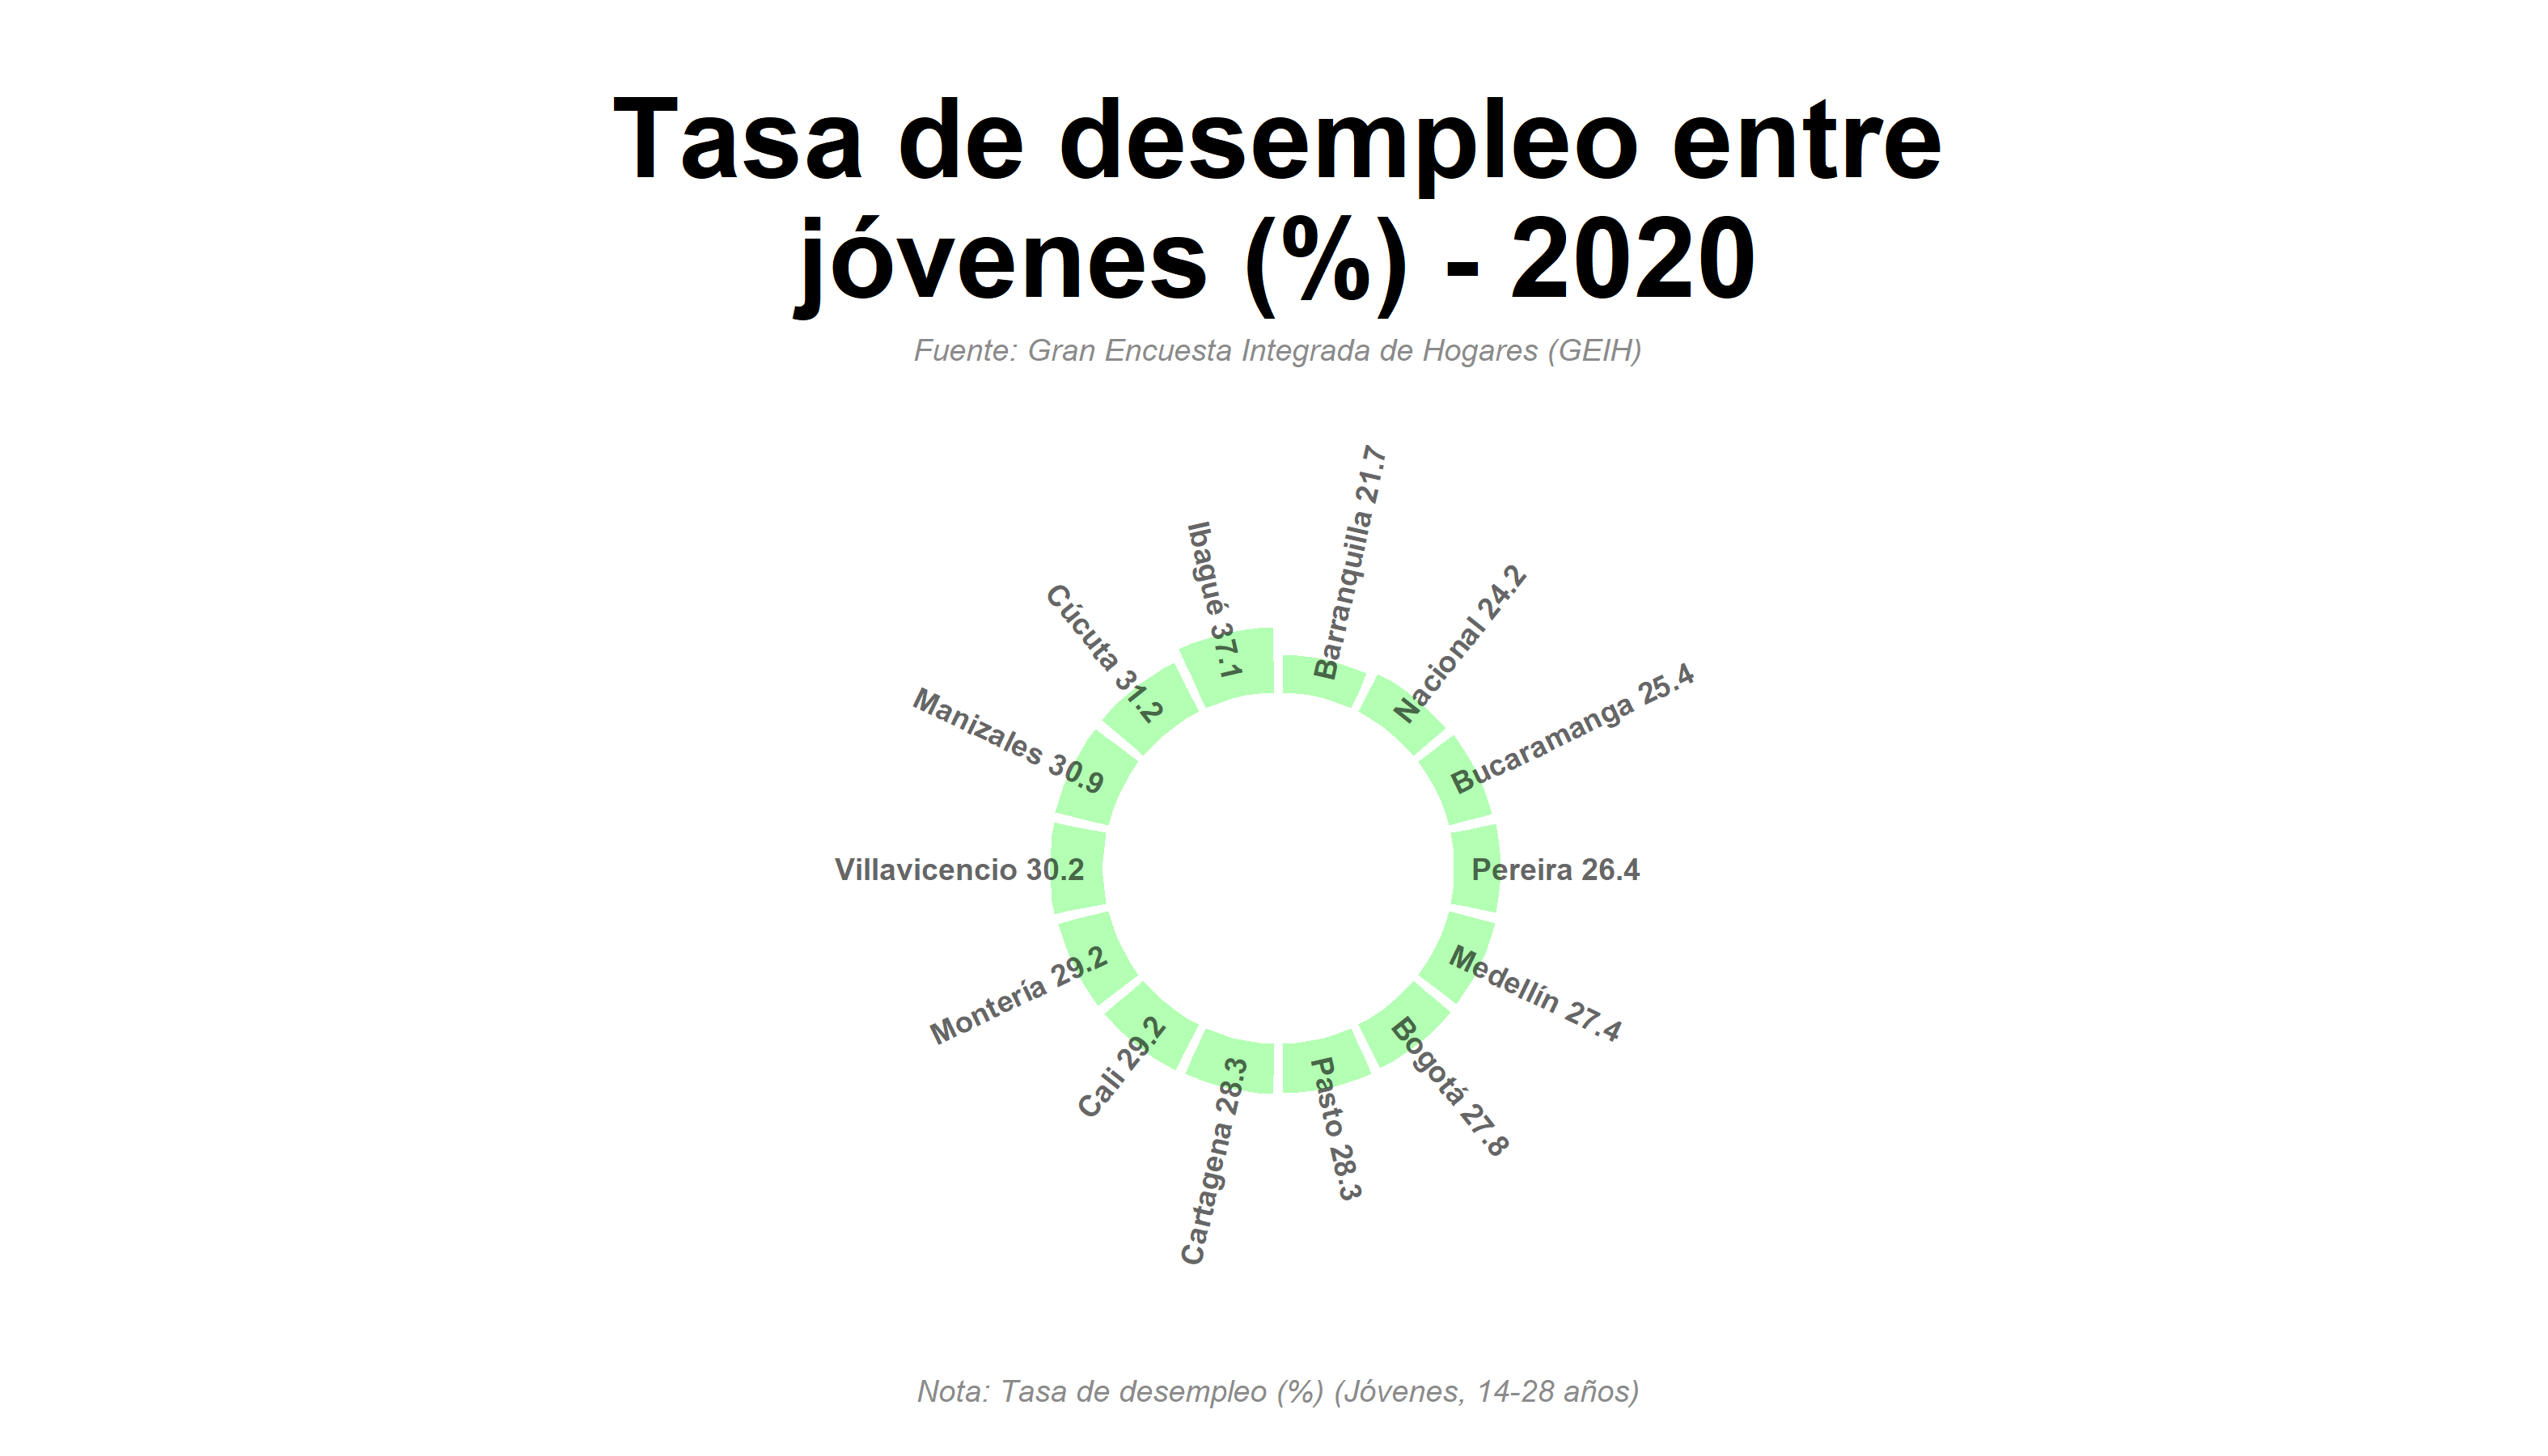 Tasa de desempleo entre
jóvenes (%) - 2020
Fuente: Gran Encuesta Integrada de Hogares (GEIH)
Barranquilla 21.7
Nacional 24.2
Bucaramanga 25.4
Pereira 26.4
Medellín 27.4
Bogotá 27.8
Pasto 28.3
Cartagena 28.3
Cali 29.2
Montería 29.2
Villavicencio 30.2
Manizales 30.9
Cúcuta 31.2
Ibagué 37.1
Nota: Tasa de desempleo (%) (Jóvenes, 14-28 años)